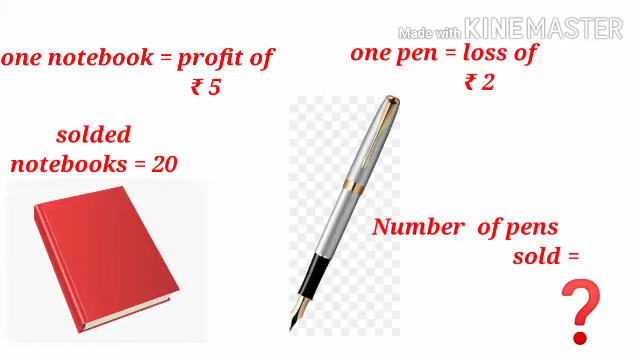 Made with KINEMASTER
one notebook = profit of
₹ 5
one pen = loss of
₹ 2
solded
notebooks = 20
Number of pens
sold =
?